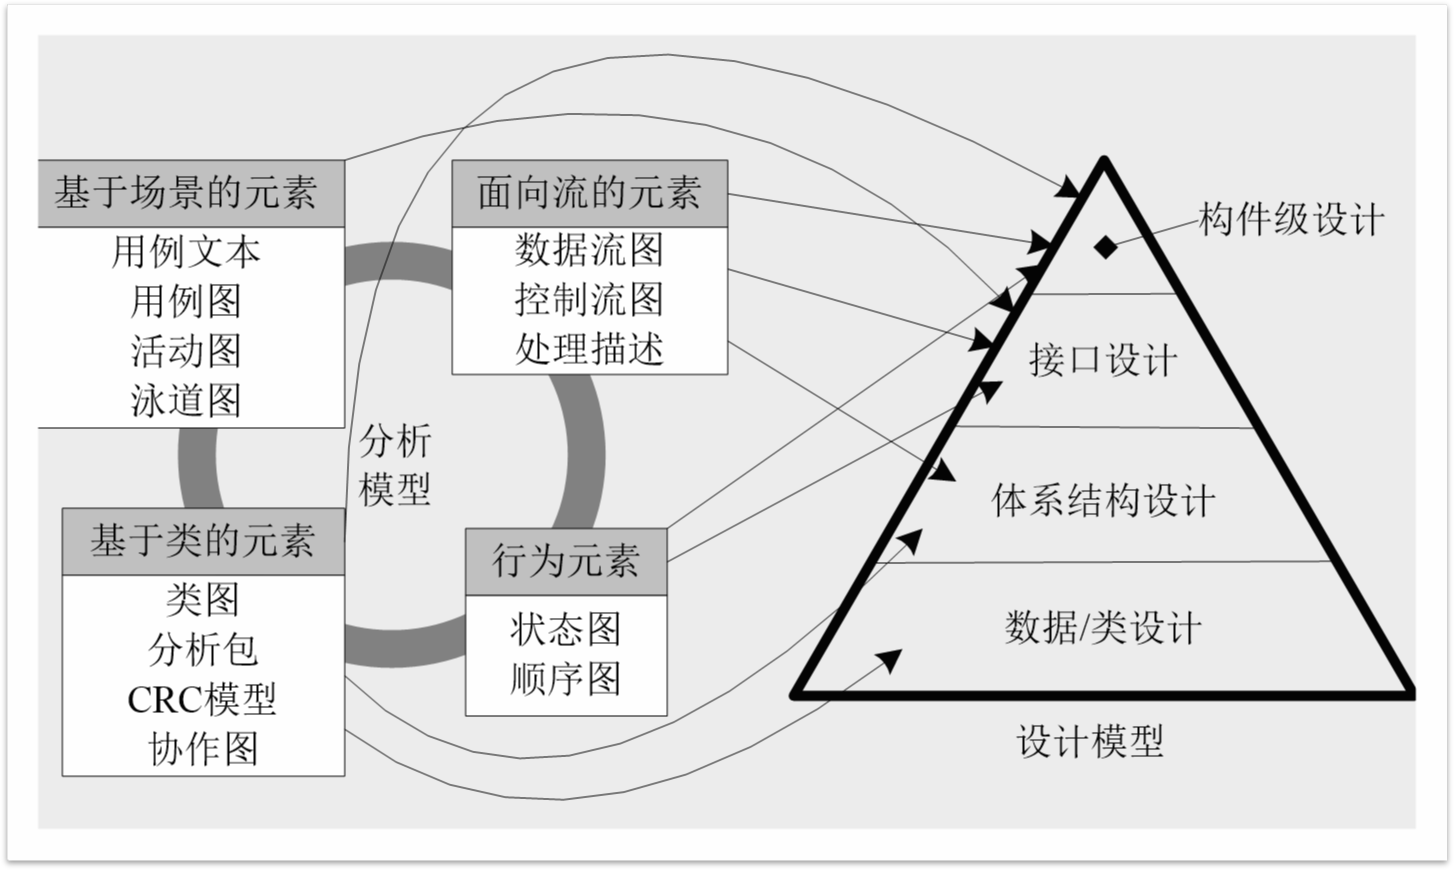 基于场景的元素
用例文本
用例图
活动图
泳道图
面向流的元素
数据流图
控制流图
处理描述
分析
模型
基于类的元素
类图
分析包
CRC模型
协作图
行为元素
状态图
顺序图
构件级设计
接口设计
体系结构设计
数据/类设计
设计模型